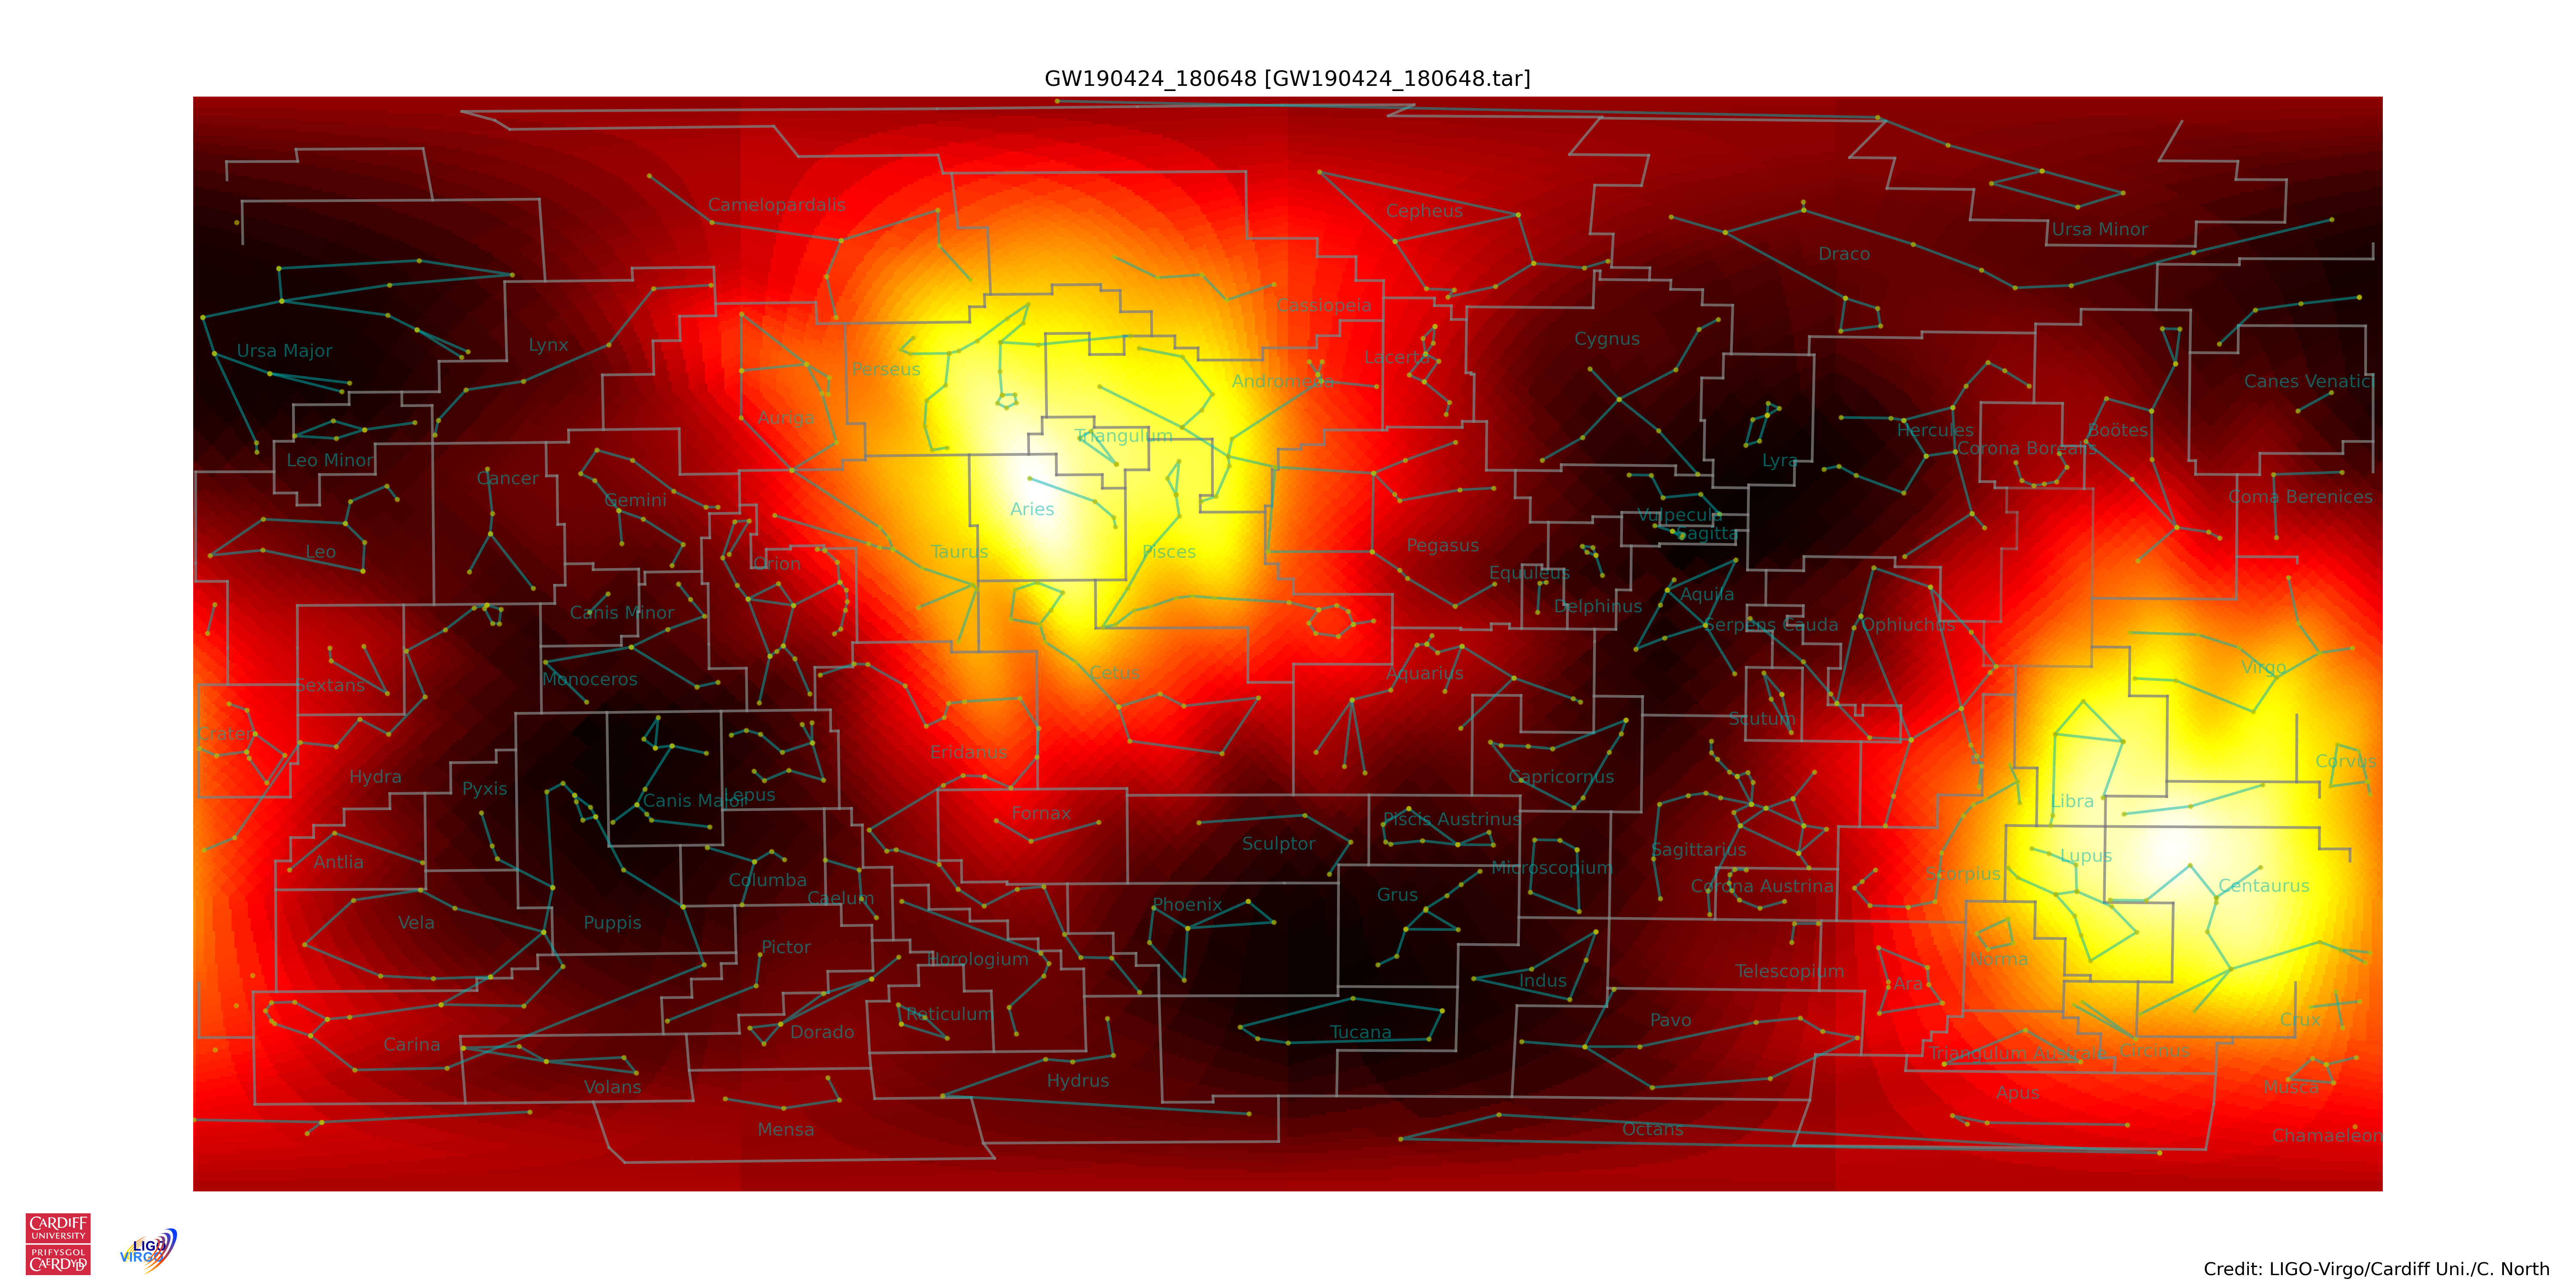 GW190424_180648 [GW190424_180648.tar]
Camelopardalis
Cepheus
Ursa Minor
Draco
Cassiopeia
Ursa Major
Lynx
Cygnus
Perseus
Andromeda
Lacerta
Canes Venatic
Auriga
Triangulum
Hercules
Boötes
Corona Borealis
Leo Minor
Lyra
Cancer
Gemini
Coma Berenices
Aries
Vulpecula
Sagitta
Leo
Orion
Taurus
Pisces
Pegasus
Equuleus
Canis Minor
Delphinus
Aquila
Serpens Cauda
Ophiuchus
Sextans
Monoceros
Cetus
Aquarius
Virgo
Crater
Scutum
Eridanus
Hydra
Pyxis
Capricornus
Corvus
Canis Major
Lepus
Libra
Fornax
Piscis Austrinus
Sculptor
Sagittarius
Antlia
Microscopium
Lupus
Columba
Caelum
Phoenix
Grus
Corona Austrina
Scorpius
Centaurus
Vela
Puppis
Pictor
Horologium
Indus
Telescopium
Norma
Ara
Reticulum
Carina
Dorado
Tucana
Pavo
Crux
Triangulum Australe
Circinus
Volans
Hydrus
Apus
Musca
Mensa
Octans
Chamaeleon
CARDIFF
UNIVERSITY
PRIFYSGOL
CAERDYDD
LIGO
VIRGO
Credit: LIGO-Virgo/Cardiff Uni./C. North